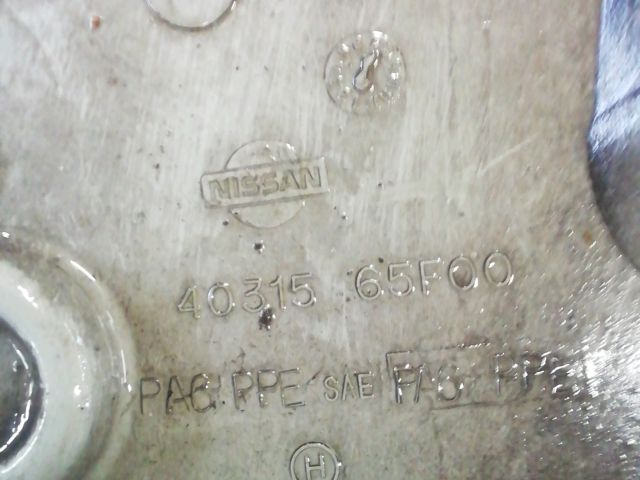 NISSAN
40315 65F00
PA6+PPE SAE PA6+PPE
H